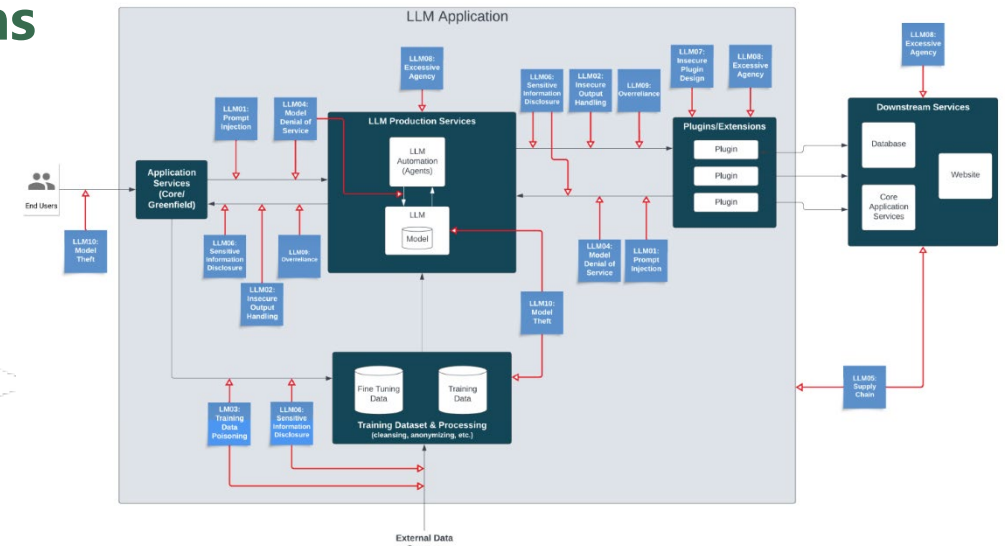 ns
LLM Application
LLM08:
Excessive
Agency
LLM08:
Excessive
Agency
LLM07:
Insecure
Plugin
Design
LLM08:
Excessive
Agency
LLM06:
Sensitive
Information
Disclosure
LLM02:
Insecure
Output
Handling
LLM09:
Overreliance
LLM01:
Prompt
Injection
LLM04:
Model
Denial of
Service
LLM Production Services
LLM
Automation
(Agents)
LLM
Model
Plugins/Extensions
Plugin
Plugin
Plugin
Downstream Services
Database
Website
Core
Application
Services
End Users
Application
Services
(Core/
Greenfield)
LLM10:
Model
Theft
LLM06:
Sensitive
Information
Disclosure
LLM09:
Overreliance
LLM02:
Insecure
Output
Handling
LLM04:
Model
Denial of
Service
LLM01:
Prompt
Injection
LLM10:
Model
Theft
Fine Tuning
Data
Training
Data
Training Dataset & Processing
(cleansing, anonymizing, etc.)
LLM05:
Supply
Chain
LM03:
Training
Data
Poisoning
LLM06:
Sensitive
Information
Disclosure
External Data